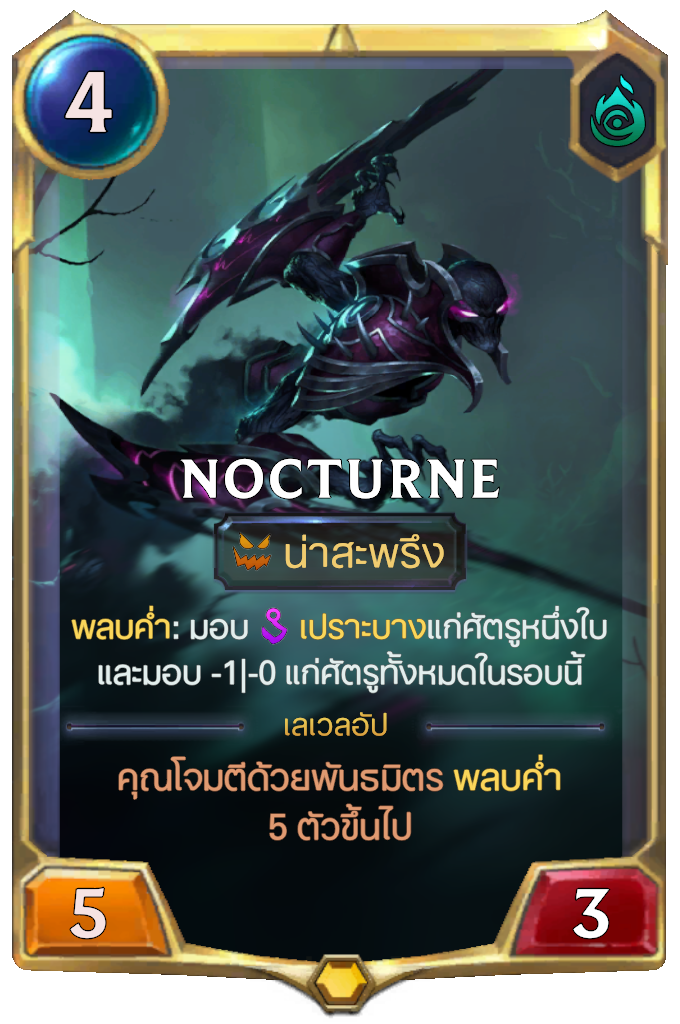 4
NOCTURNE
น่าสะพรึง
พลบค่ำ: มอบ เปราะบางแก่ศัตรูหนึ่งใบ
และมอบ -1|-0 แก่ศัตรูทั้งหมดในรอบนี้
เลเวลอัป
คุณโจมตีด้วยพันธมิตร พลบค่ำ
5 ตัวขึ้นไป
5
3